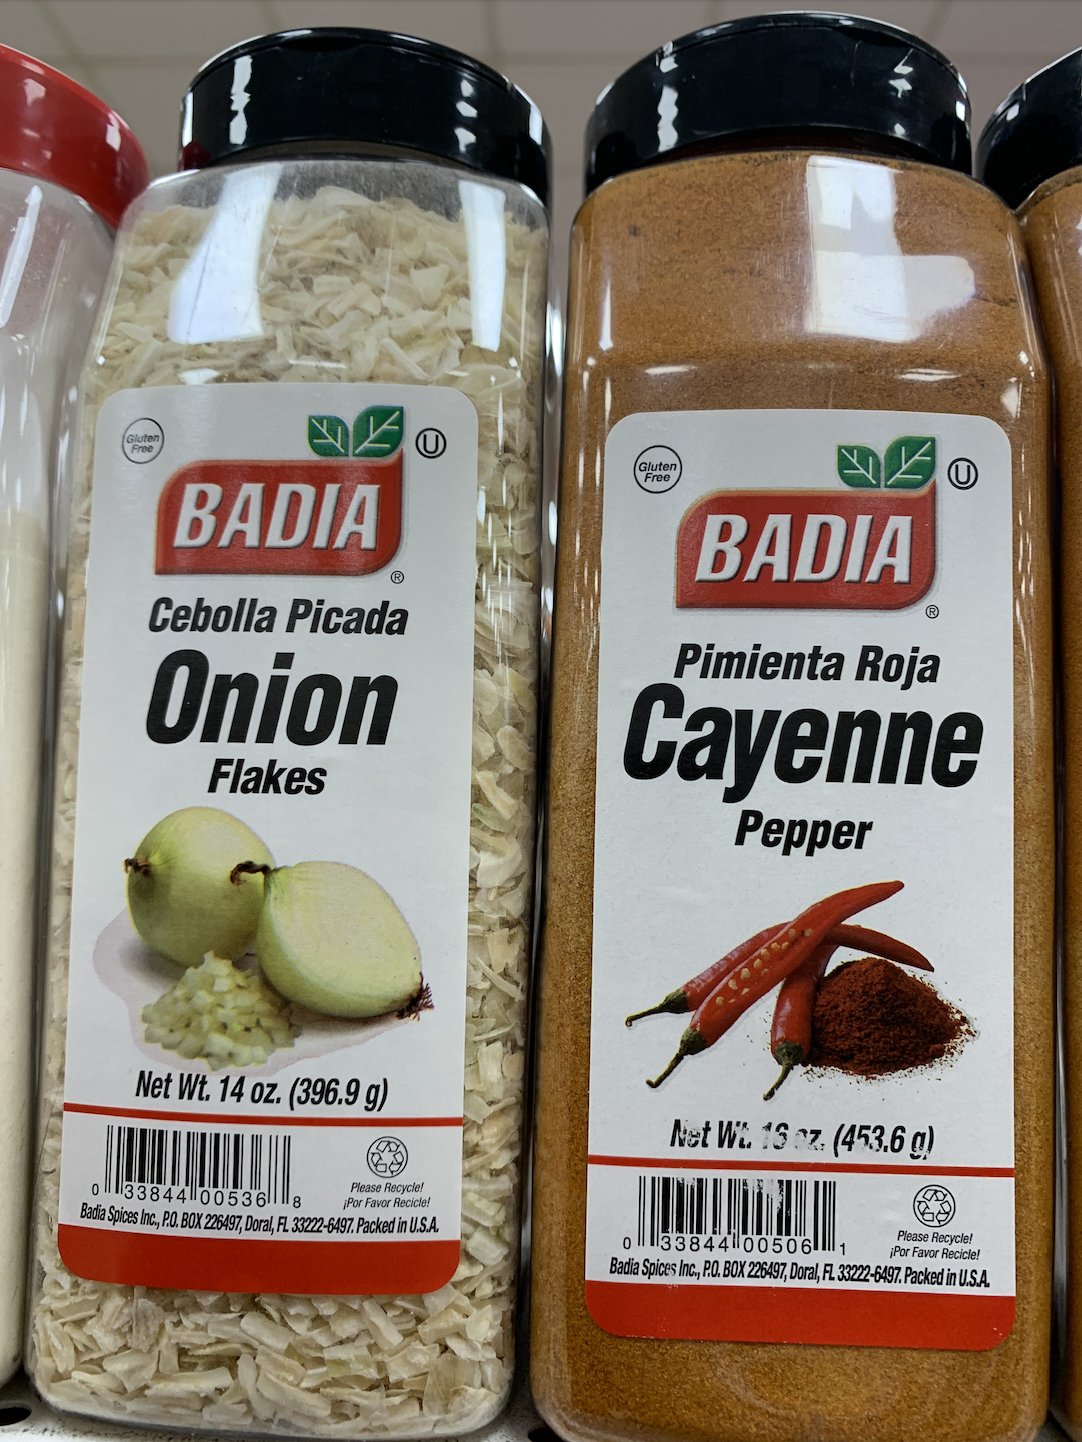 Gluten
Free
BADIA
U
®
Cebolla Picada
Onion
Flakes
Net Wt. 14 oz. (396.9 g)
0 33844 00536 8
Please Recycle!
¡Por Favor Recicle!
Badia Spices Inc., P.O. BOX 226497, Doral, FL 33222-6497. Packed in U.S.A.
Gluten
Free
BADIA
U
®
Pimienta Roja
Cayenne
Pepper
Net Wt. 16 oz. (453.6 g)
0 33844 00506 1
Please Recycle!
¡Por Favor Recicle!
Badia Spices Inc., P.O. BOX 226497, Doral, FL 33222-6497. Packed in U.S.A.